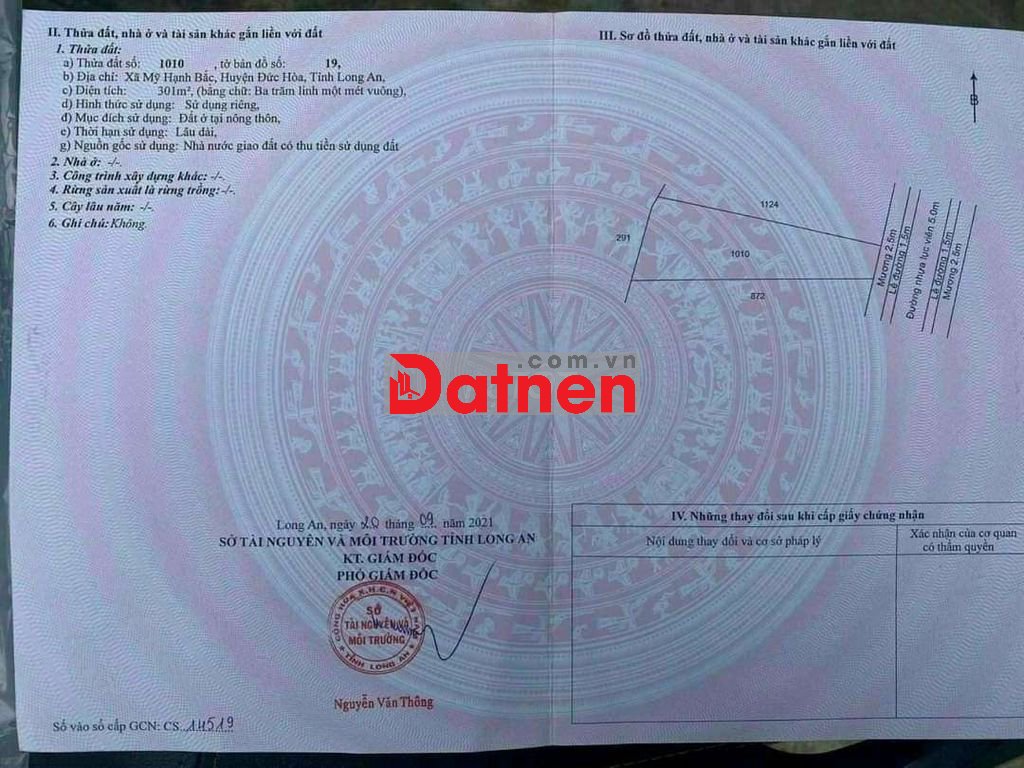 II. Thửa đất, nhà ở và tài sản khác gắn liền với đất
1. Thửa đất:
a) Thửa đất số: 1010 , tờ bản đồ số: 19,
b) Địa chỉ: Xã Mỹ Hạnh Bắc, Huyện Đức Hòa, Tỉnh Long An,
c) Diện tích: 301m², (bằng chữ: Ba trăm linh một mét vuông),
d) Hình thức sử dụng: Sử dụng riêng,
đ) Mục đích sử dụng: Đất ở tại nông thôn,
e) Thời hạn sử dụng: Lâu dài,
g) Nguồn gốc sử dụng: Nhà nước giao đất có thu tiền sử dụng đất
2. Nhà ở: -/-.
3. Công trình xây dựng khác: -/-.
4. Rừng sản xuất là rừng trồng: -/-.
5. Cây lâu năm: -/-.
6. Ghi chú: Không.
III. Sơ đồ thửa đất, nhà ở và tài sản khác gắn liền với đất
B
1124
291
1010
872
Mương 2.5m
Lề đường 1.5m
Đường nhựa lục viên 5.0m
Lề đường 1.5m
Mương 2.5m
.com.vn
Datnen
Long An, ngày 20 tháng 09 năm 2021
SỞ TÀI NGUYÊN VÀ MÔI TRƯỜNG TỈNH LONG AN
KT. GIÁM ĐỐC
PHÓ GIÁM ĐỐC
CỘNG HÒA X.H.C.N VIỆT NAM
SỞ
TÀI NGUYÊN VÀ
MÔI TRƯỜNG
TỈNH LONG AN
Nguyễn Văn Thông
Số vào sổ cấp GCN: CS 14519
IV. Những thay đổi sau khi cấp giấy chứng nhận
Nội dung thay đổi và cơ sở pháp lý
Xác nhận của cơ quan
có thẩm quyền